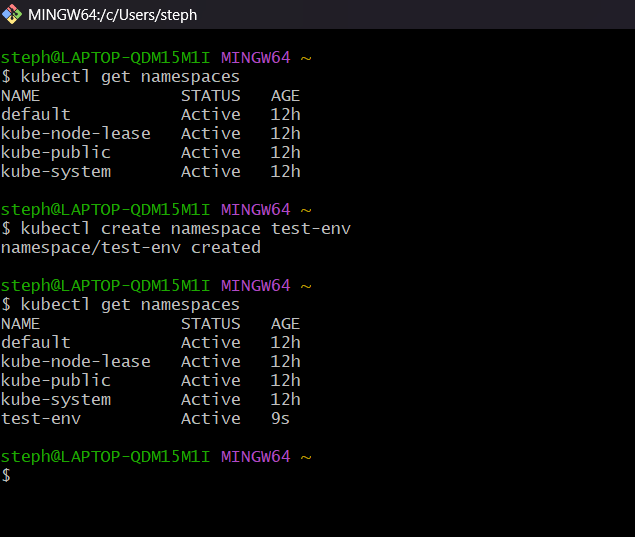 MINGW64:/c/Users/steph
steph@LAPTOP-QDM15M1I MINGW64 ~
$ kubectl get namespaces
NAME              STATUS   AGE
default           Active   12h
kube-node-lease   Active   12h
kube-public       Active   12h
kube-system       Active   12h
steph@LAPTOP-QDM15M1I MINGW64 ~
$ kubectl create namespace test-env
namespace/test-env created
steph@LAPTOP-QDM15M1I MINGW64 ~
$ kubectl get namespaces
NAME              STATUS   AGE
default           Active   12h
kube-node-lease   Active   12h
kube-public       Active   12h
kube-system       Active   12h
test-env          Active   9s
steph@LAPTOP-QDM15M1I MINGW64 ~
$